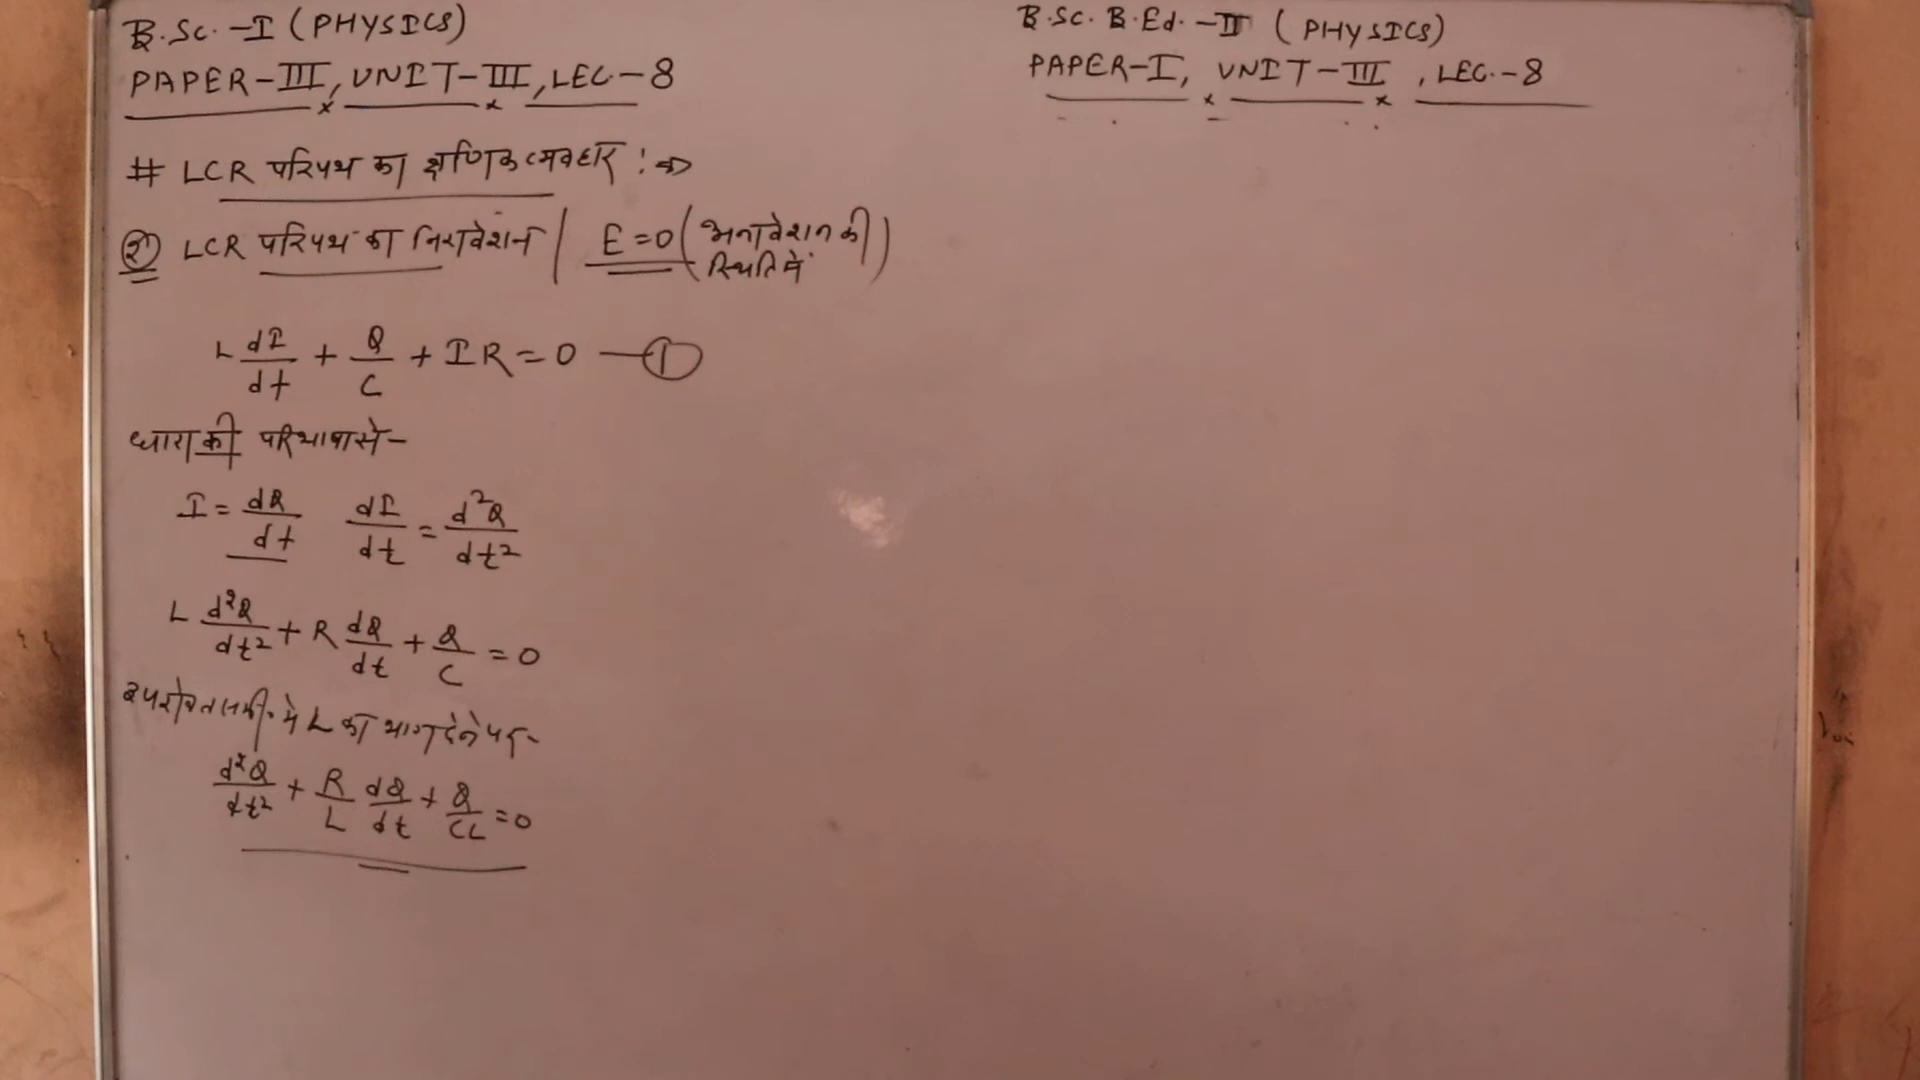 B.Sc.-I (PHYSICS)
PAPER-III, UNIT-III, LEC-8
B.Sc. B.Ed.-II (PHYSICS)
PAPER-I, UNIT-III, LEC.-8
# LCR परिपथ का क्षणिक व्यवहार :⇒
② LCR परिपथ का निरावेशन / E=0 (अनावेशन की स्थिति में)
L dI/dt + Q/C + IR = 0 —①
धारा की परिभाषा से-
I = dQ/dt dI/dt = d²Q/dt²
L d²Q/dt² + R dQ/dt + Q/C = 0
उपरोक्त समी. में L का भाग देने पर-
d²Q/dt² + R/L dQ/dt + Q/CL = 0